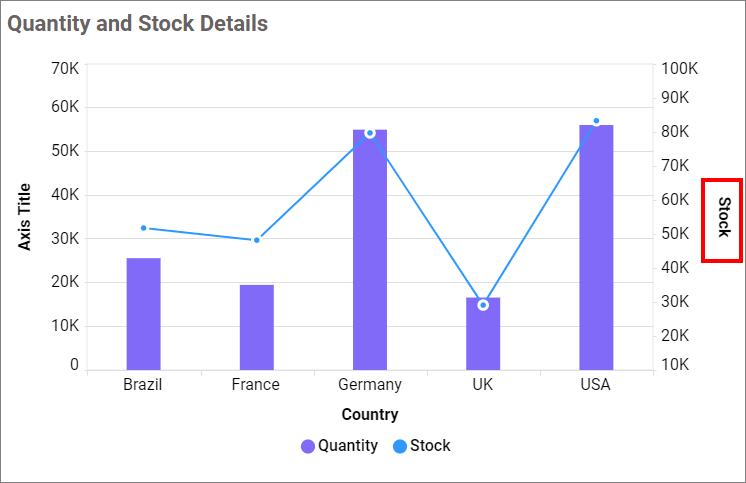 Quantity and Stock Details
70K
60K
50K
40K
30K
20K
10K
0
Axis Title
100K
90K
80K
70K
60K
50K
40K
30K
20K
10K
Stock
Brazil France Germany UK USA
Country
Quantity Stock